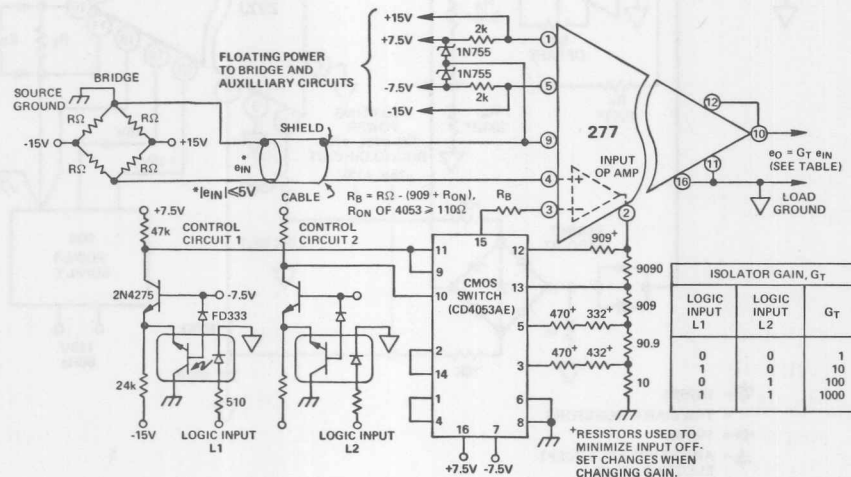 +15V
+7.5V
2k
1N755
FLOATING POWER
TO BRIDGE AND
AUXILLIARY CIRCUITS
1N755
-7.5V
2k
-15V
1
5
9
4
3
2
277
INPUT
OP AMP
12
10
11
16
eO = GT eIN
(SEE TABLE)
LOAD
GROUND
BRIDGE
SOURCE
GROUND
RΩ
RΩ
-15V
+15V
RΩ
RΩ
SHIELD
*
eIN
*|eIN|≤5V
CABLE
RB = RΩ - (909 + RON),
RON OF 4053 ≥ 110Ω
RB
+7.5V
47k
CONTROL
CIRCUIT 1
CONTROL
CIRCUIT 2
2N4275
-7.5V
FD333
24k
510
-15V
LOGIC INPUT
L1
LOGIC INPUT
L2
15
11
9
10
2
14
1
4
12
13
5
3
6
8
16
7
CMOS
SWITCH
(CD4053AE)
+7.5V
-7.5V
909+
9090
909
470+
332+
90.9
470+
432+
10
+RESISTORS USED TO
MINIMIZE INPUT OFF-
SET CHANGES WHEN
CHANGING GAIN.
ISOLATOR GAIN, GT
LOGIC INPUT L1
LOGIC INPUT L2
GT
0 0 1
1 0 10
0 1 100
1 1 1000